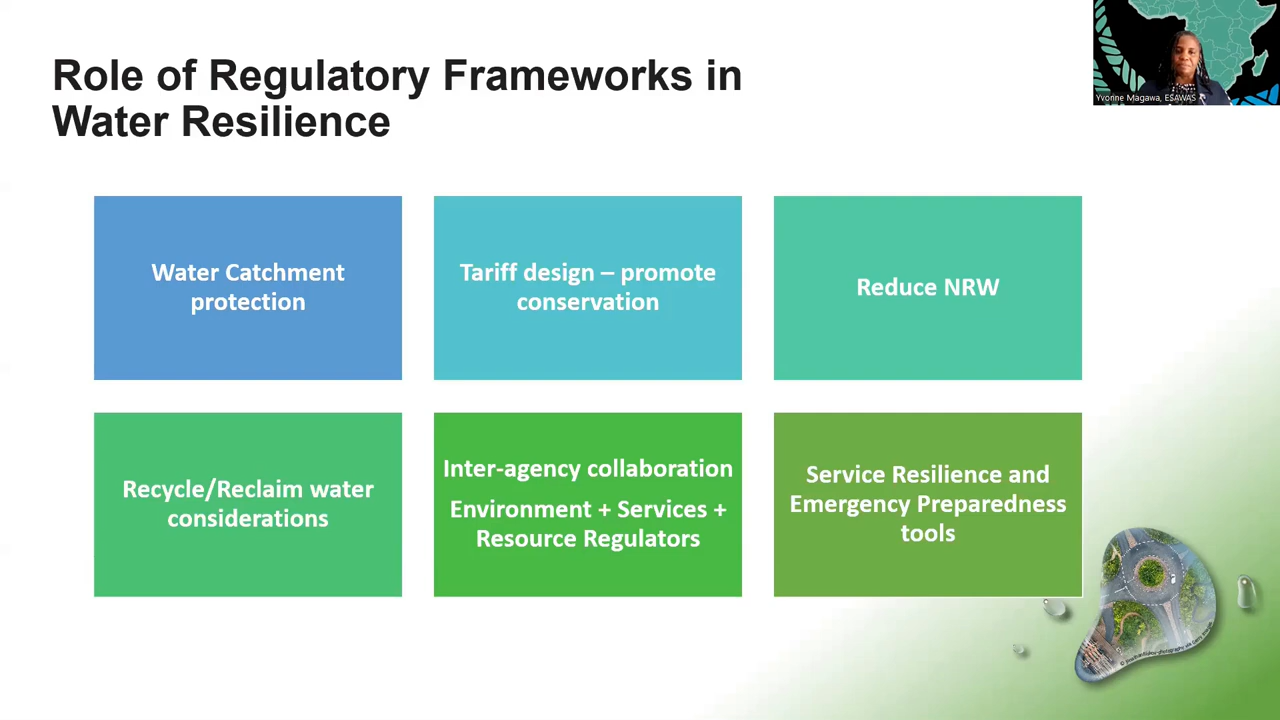 Role of Regulatory Frameworks in
Water Resilience
Yvonne Magawa, ESAWAS
Water Catchment
protection
Tariff design – promote
conservation
Reduce NRW
Recycle/Reclaim water
considerations
Inter-agency collaboration
Environment + Services +
Resource Regulators
Service Resilience and
Emergency Preparedness
tools